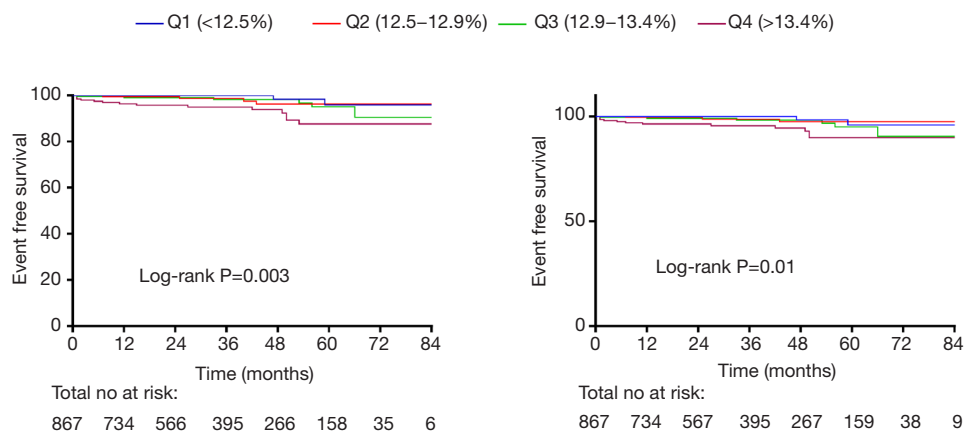 Q1 (<12.5%) Q2 (12.5–12.9%) Q3 (12.9–13.4%) Q4 (>13.4%)
Event free survival
100
80
60
40
20
0
Log-rank P=0.003
0 12 24 36 48 60 72 84
Time (months)
Total no at risk:
867 734 566 395 266 158 35 6
Event free survival
100
50
0
Log-rank P=0.01
0 12 24 36 48 60 72 84
Time (months)
Total no at risk:
867 734 567 395 267 159 38 9